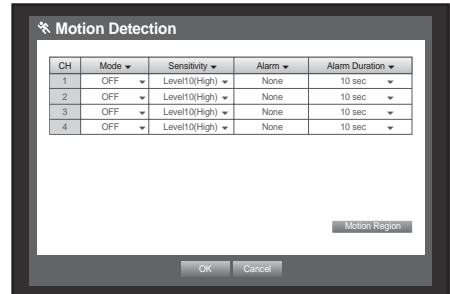 Motion Detection
CH Mode Sensitivity Alarm Alarm Duration
1 OFF Level10(High) None 10 sec
2 OFF Level10(High) None 10 sec
3 OFF Level10(High) None 10 sec
4 OFF Level10(High) None 10 sec
Motion Region
OK Cancel